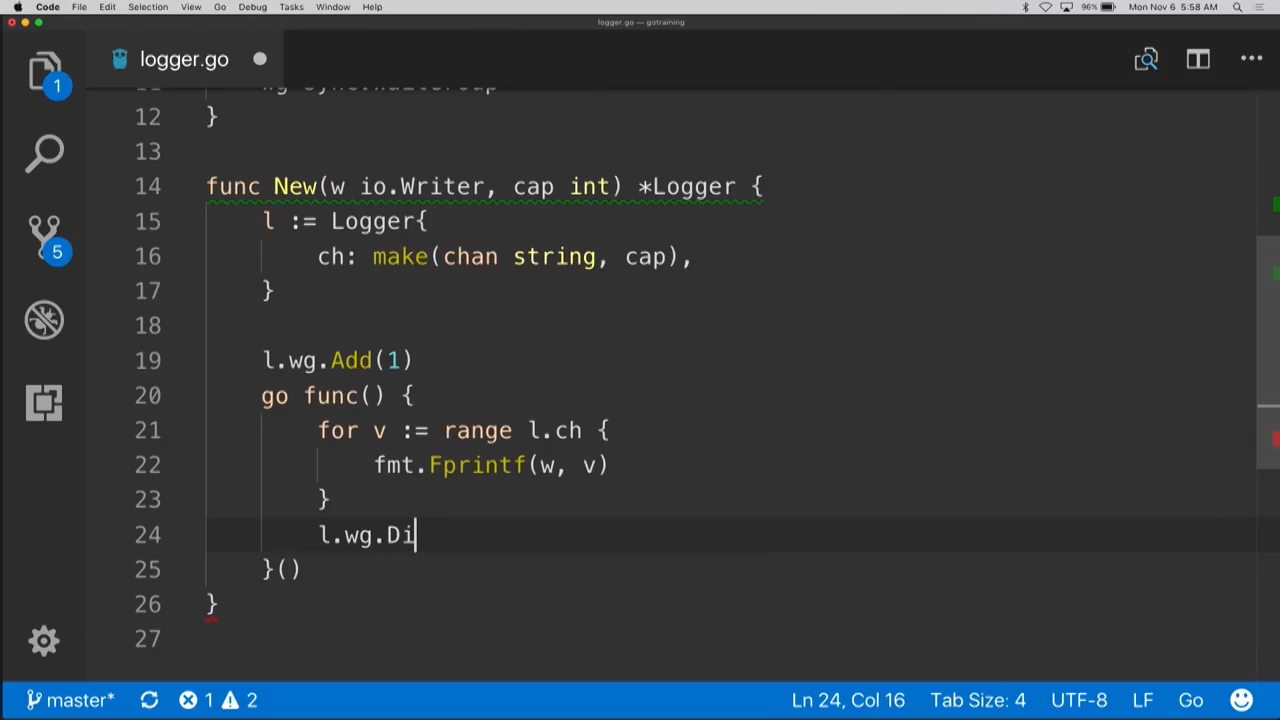 Code File Edit Selection View Go Debug Tasks Window Help 96% Mon Nov 6 5:58 AM
logger.go — gotraining
1 logger.go
11 wg sync.WaitGroup
12 }
13
14 func New(w io.Writer, cap int) *Logger {
15 l := Logger{
16 ch: make(chan string, cap),
17 }
18
19 l.wg.Add(1)
20 go func() {
21 for v := range l.ch {
22 fmt.Fprintf(w, v)
23 }
24 l.wg.Di
25 }()
26 }
27
5
master* 1 2 Ln 24, Col 16 Tab Size: 4 UTF-8 LF Go